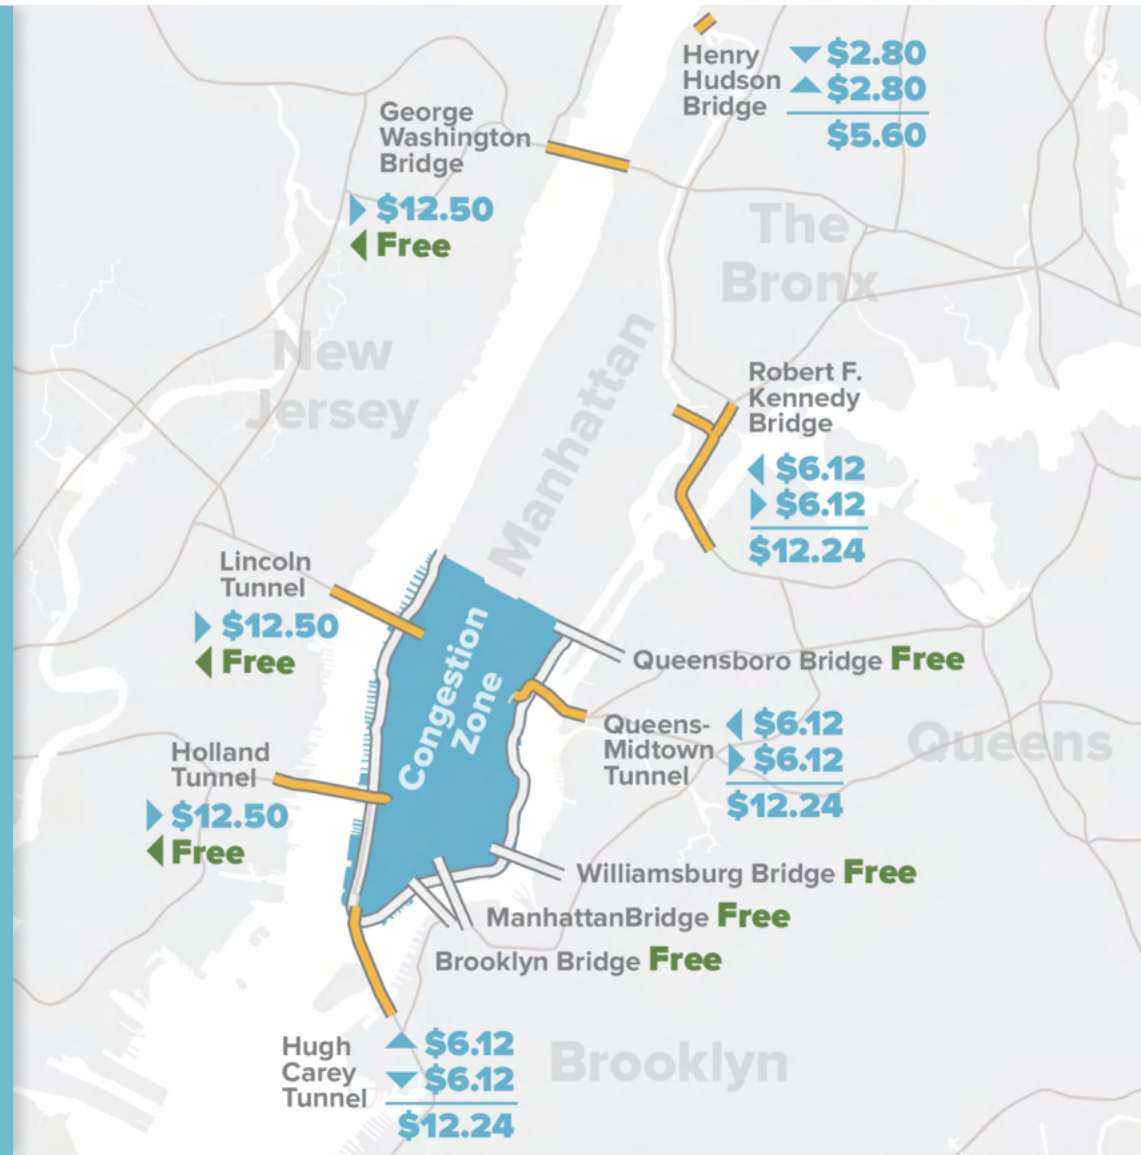 Henry
Hudson
Bridge
▼ $2.80
▲ $2.80
$5.60
George
Washington
Bridge
▶ $12.50
◀ Free
The
Bronx
New
Jersey
Manhattan
Robert F.
Kennedy
Bridge
◀ $6.12
▶ $6.12
$12.24
Lincoln
Tunnel
▶ $12.50
◀ Free
Congestion
Zone
Queensboro Bridge Free
Queens-
Midtown
Tunnel
◀ $6.12
▶ $6.12
$12.24
Queens
Holland
Tunnel
▶ $12.50
◀ Free
Williamsburg Bridge Free
ManhattanBridge Free
Brooklyn Bridge Free
Hugh
Carey
Tunnel
▲ $6.12
▼ $6.12
$12.24
Brooklyn